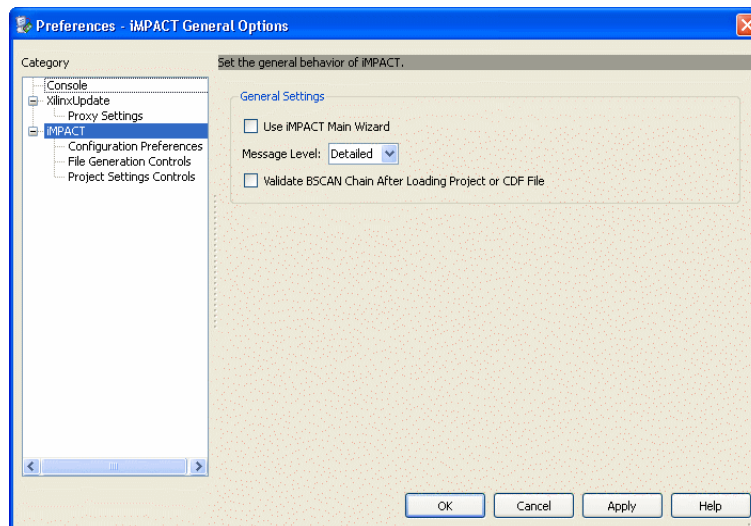 Preferences - iMPACT General Options
Category
Set the general behavior of iMPACT.
Console
XilinxUpdate
Proxy Settings
iMPACT
Configuration Preferences
File Generation Controls
Project Settings Controls
General Settings
Use iMPACT Main Wizard
Message Level: Detailed
Validate BSCAN Chain After Loading Project or CDF File
OK Cancel Apply Help